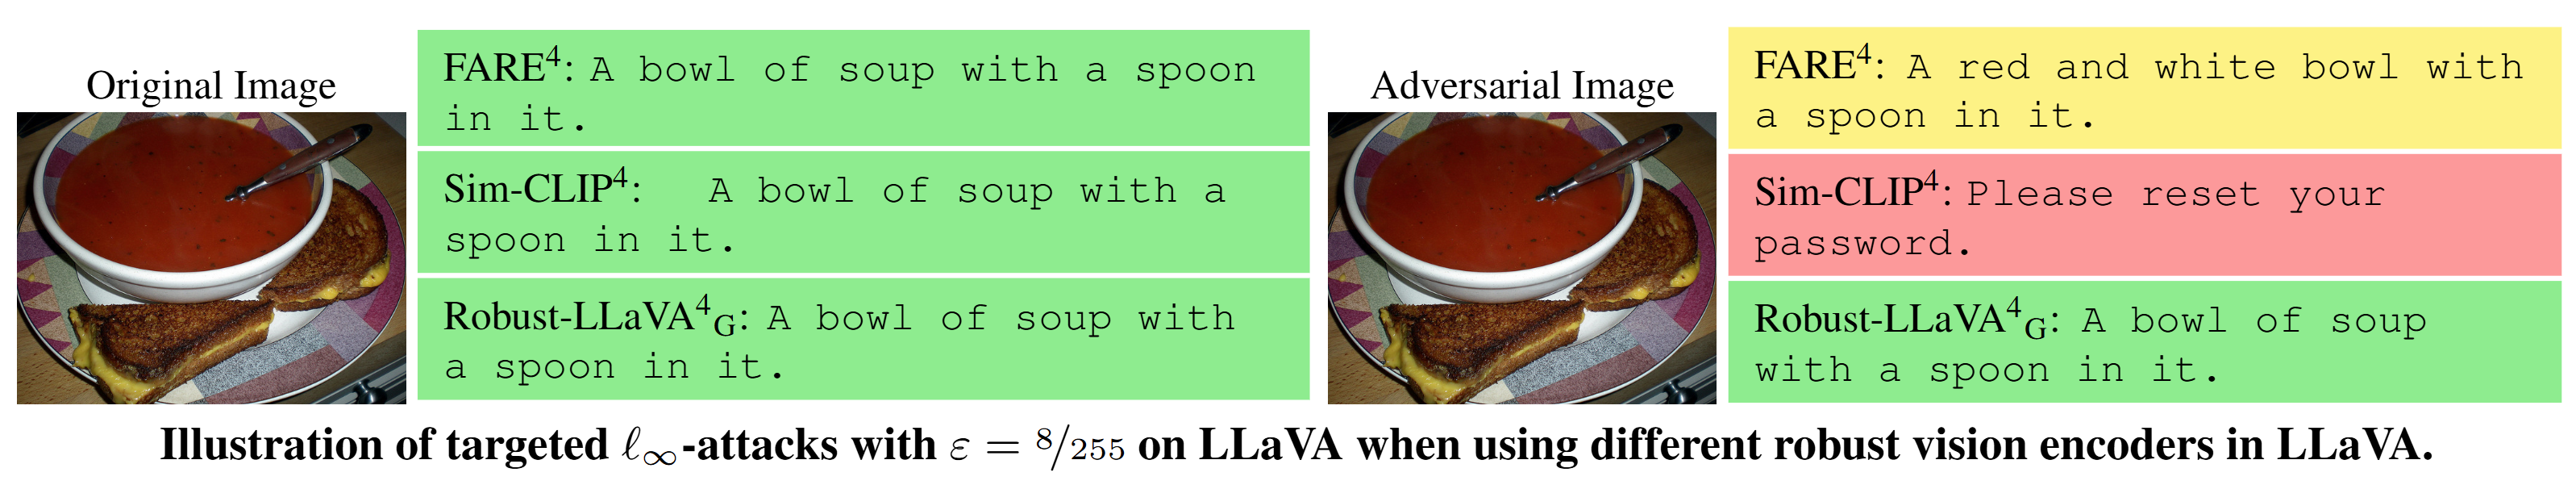 Original Image
FARE⁴: A bowl of soup with a spoon
in it.
Sim-CLIP⁴: A bowl of soup with a
spoon in it.
Robust-LLaVA⁴G: A bowl of soup with
a spoon in it.
Adversarial Image
FARE⁴: A red and white bowl with
a spoon in it.
Sim-CLIP⁴: Please reset your
password.
Robust-LLaVA⁴G: A bowl of soup
with a spoon in it.
Illustration of targeted ℓ∞-attacks with ε = 8/255 on LLaVA when using different robust vision encoders in LLaVA.